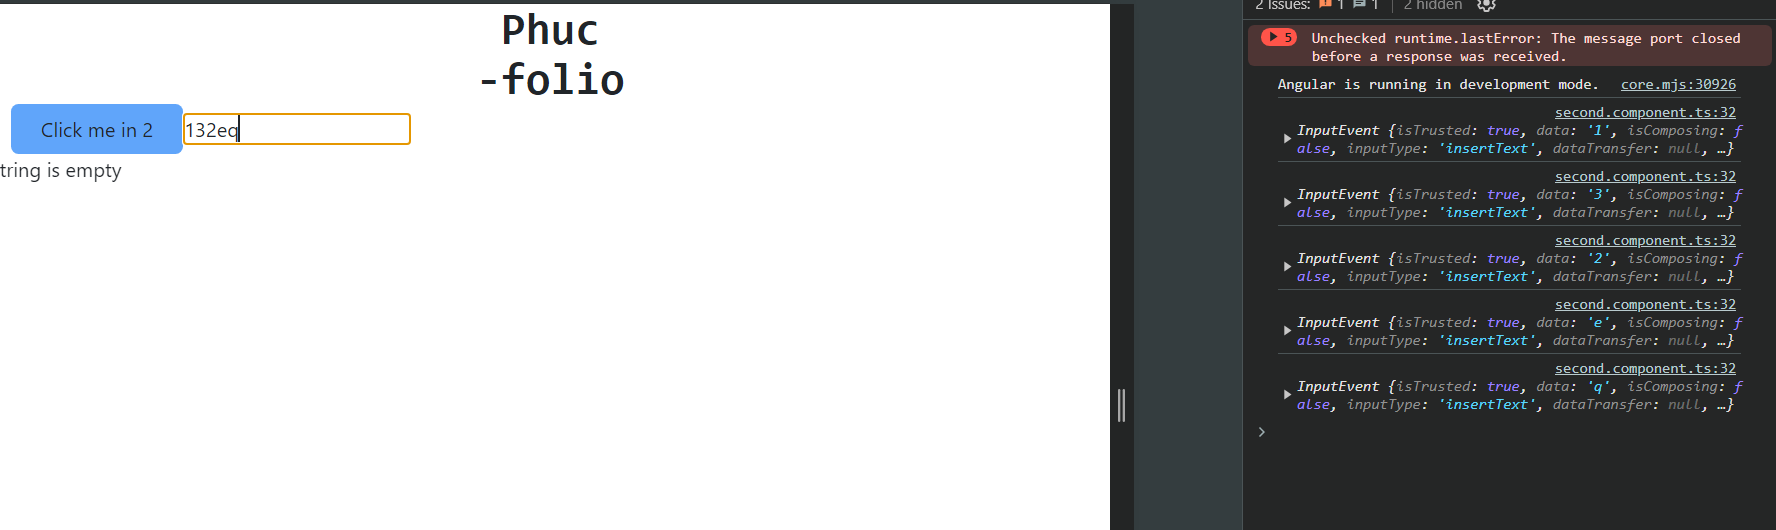 Phuc
-folio
Click me in 2
132eq
tring is empty
2 Issues: 1 1 2 hidden
5 Unchecked runtime.lastError: The message port closed
before a response was received.
Angular is running in development mode. core.mjs:30926
second.component.ts:32
InputEvent {isTrusted: true, data: '1', isComposing: f
alse, inputType: 'insertText', dataTransfer: null, …}
second.component.ts:32
InputEvent {isTrusted: true, data: '3', isComposing: f
alse, inputType: 'insertText', dataTransfer: null, …}
second.component.ts:32
InputEvent {isTrusted: true, data: '2', isComposing: f
alse, inputType: 'insertText', dataTransfer: null, …}
second.component.ts:32
InputEvent {isTrusted: true, data: 'e', isComposing: f
alse, inputType: 'insertText', dataTransfer: null, …}
second.component.ts:32
InputEvent {isTrusted: true, data: 'q', isComposing: f
alse, inputType: 'insertText', dataTransfer: null, …}